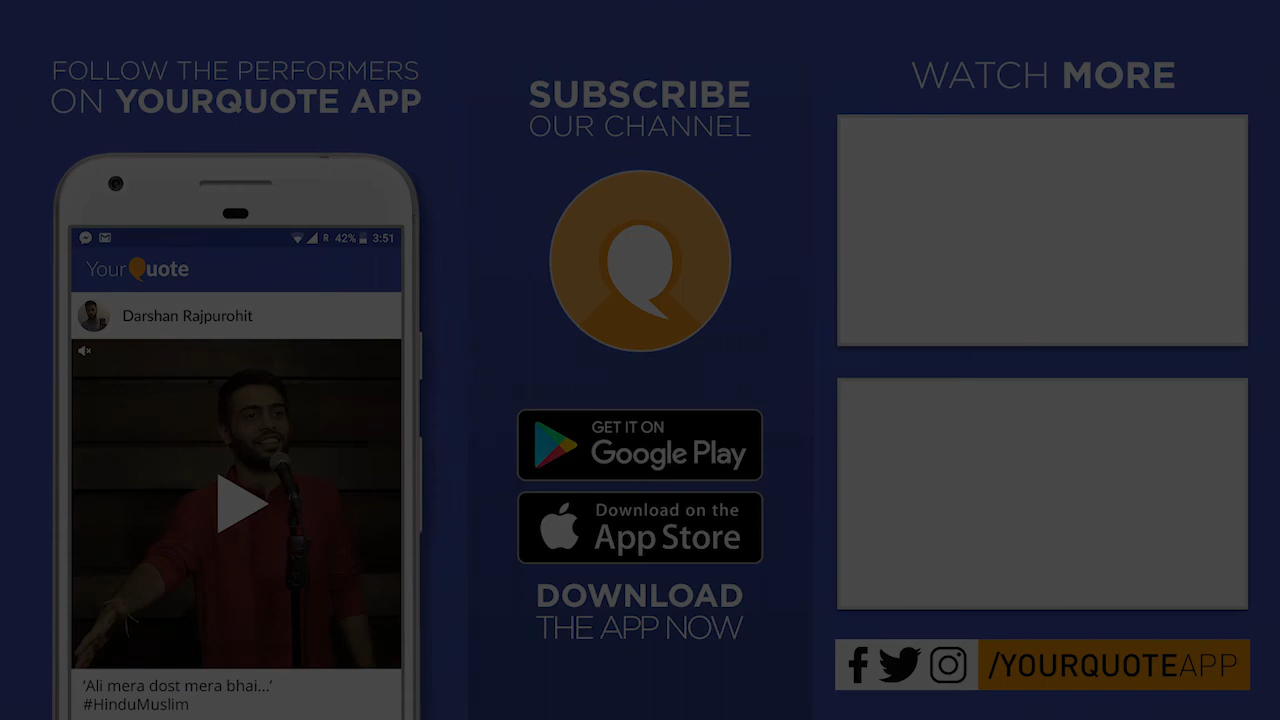 FOLLOW THE PERFORMERS
ON YOURQUOTE APP
R 42% 3:51
YourQuote
Darshan Rajpurohit
'Ali mera dost mera bhai...'
#HinduMuslim
SUBSCRIBE
OUR CHANNEL
GET IT ON
Google Play
Download on the
App Store
DOWNLOAD
THE APP NOW
WATCH MORE
/YOURQUOTEAPP